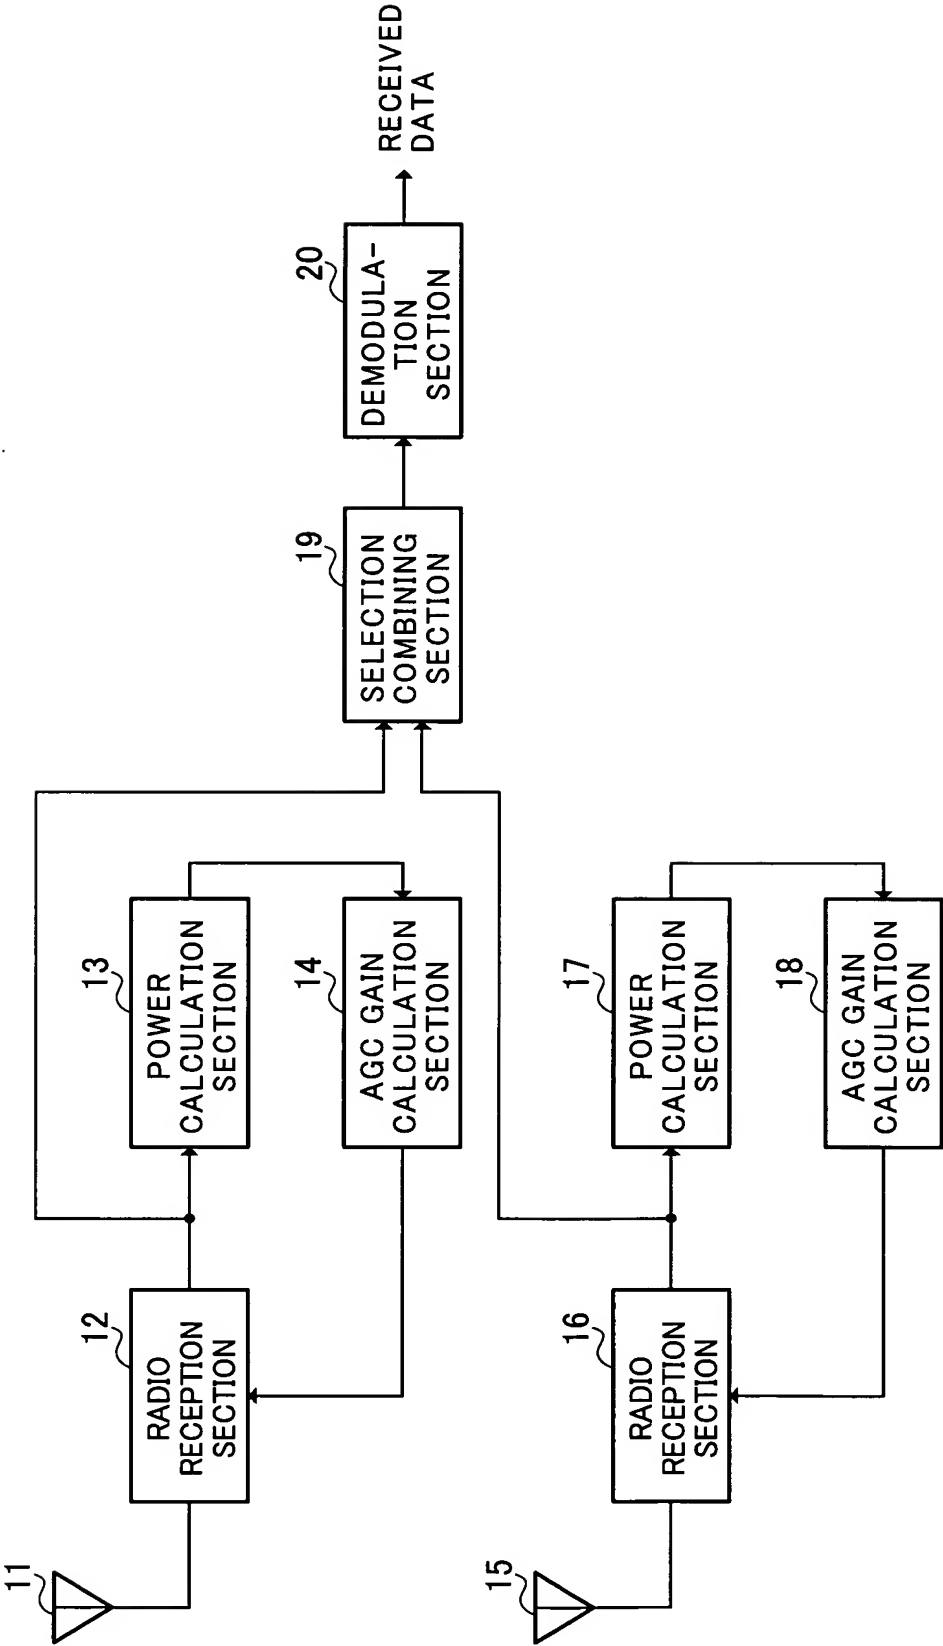 11
12
RADIO
RECEPTION
SECTION
13
POWER
CALCULATION
SECTION
14
AGC GAIN
CALCULATION
SECTION
15
16
RADIO
RECEPTION
SECTION
17
POWER
CALCULATION
SECTION
18
AGC GAIN
CALCULATION
SECTION
19
SELECTION
COMBINING
SECTION
20
DEMODULA-
TION
SECTION
RECEIVED
DATA